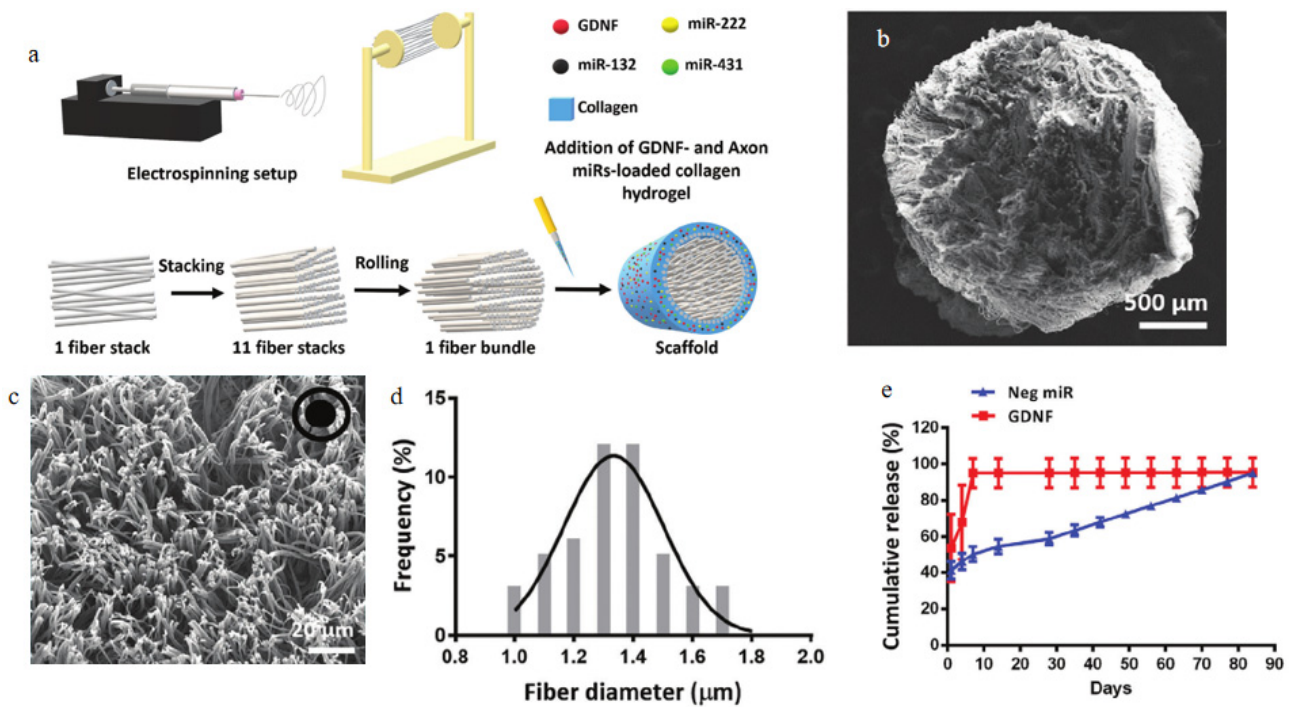 a
Electrospinning setup
GDNF
miR-222
miR-132
miR-431
Collagen
Addition of GDNF- and Axon
miRs-loaded collagen
hydrogel
Stacking
Rolling
1 fiber stack
11 fiber stacks
1 fiber bundle
Scaffold
b
500 μm
c
20 μm
d
Frequency (%)
15
10
5
0
0.8 1.0 1.2 1.4 1.6 1.8 2.0
Fiber diameter (μm)
e
Neg miR
GDNF
Cumulative release (%)
120
100
80
60
40
20
0
0 10 20 30 40 50 60 70 80 90
Days